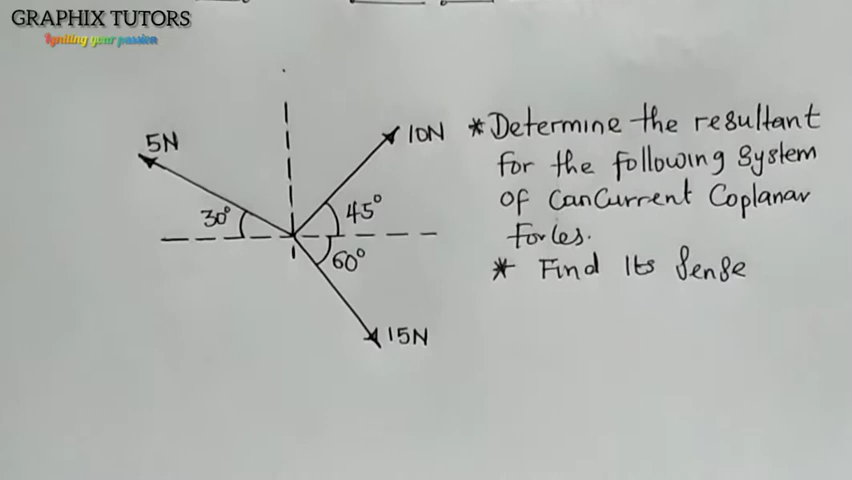 GRAPHIX TUTORS
Igniting your passion
5N
10N
30°
45°
60°
15N
* Determine the resultant
for the following System
of Concurrent Coplanar
forces.
* Find Its Sense